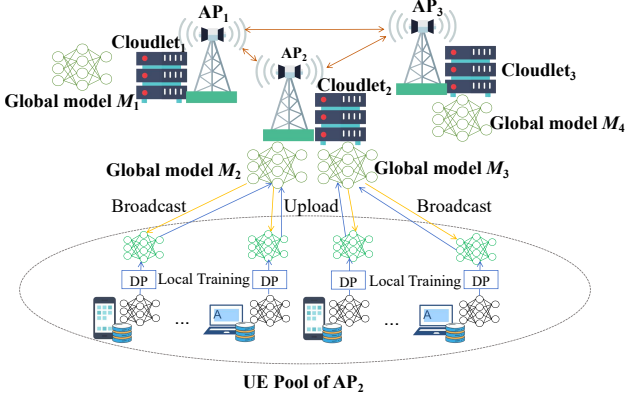 AP1
AP3
AP2
Cloudlet1
Cloudlet2
Cloudlet3
Global model M1
Global model M4
Global model M2
Global model M3
Broadcast
Upload
Broadcast
DP
Local Training
DP
DP
Local Training
DP
...
A
...
A
UE Pool of AP2